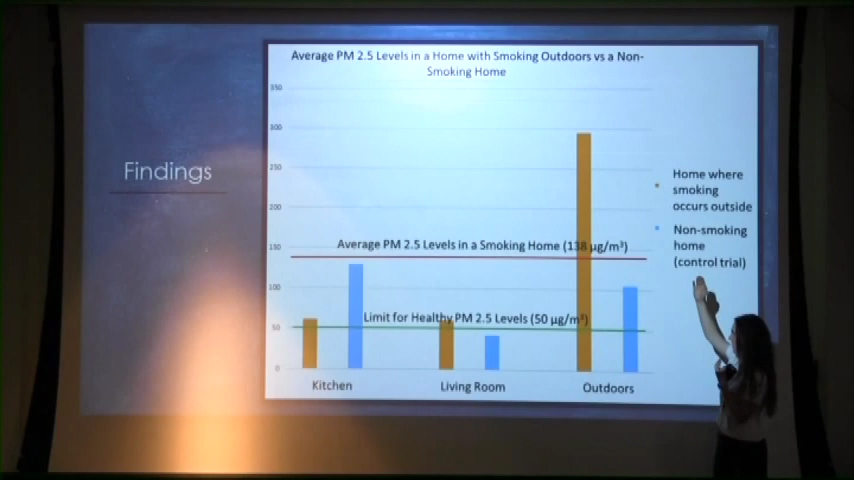 Findings
Average PM 2.5 Levels in a Home with Smoking Outdoors vs a Non-
Smoking Home
350
300
250
200
150
100
50
0
Average PM 2.5 Levels in a Smoking Home (138 µg/m³)
Limit for Healthy PM 2.5 Levels (50 µg/m³)
Kitchen
Living Room
Outdoors
Home where
smoking
occurs outside
Non-smoking
home
(control trial)